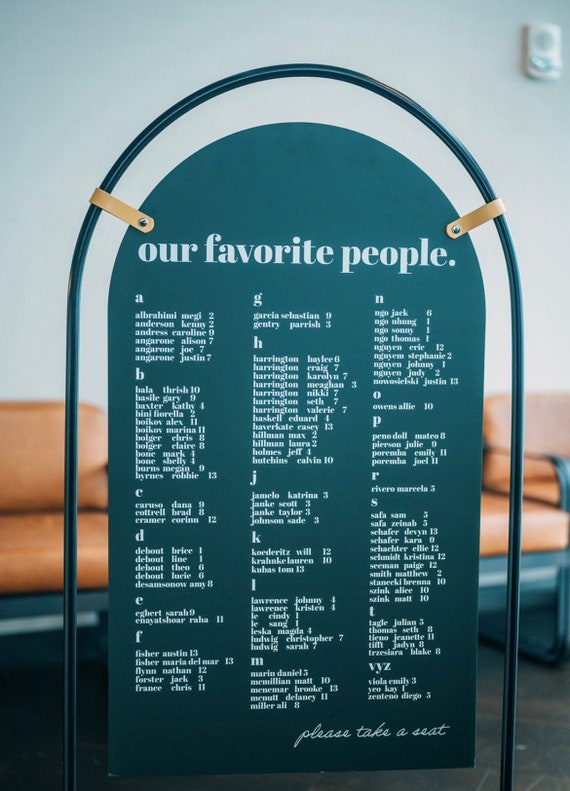 our favorite people.
a
albrahimi megi 2
anderson kenny 2
andress caroline 9
angarone alison 7
angarone joe 7
angarone justin 7
b
bala thrish 10
basile gary 9
baxter kathy 4
bini fiorella 2
boikov alex 11
boikov marina 11
bolger chris 8
bolger claire 8
bone mark 4
bone shelly 4
burns megan 9
byrnes robbie 13
c
caruso dana 9
cottrell brad 8
cramer corinn 12
d
debout brice 1
debout line 1
debout theo 6
debout lucie 6
desamsonow amy 8
e
egbert sarah 9
enayatshoar raha 11
f
fisher austin 13
fisher maria del mar 13
flynn nathan 12
forster jack 3
france chris 11
g
garcia sebastian 9
gentry parrish 3
h
harrington baylee 6
harrington craig 7
harrington karolyn 7
harrington meaghan 3
harrington nikki 7
harrington seth 7
harrington valerie 7
haskell eduard 4
haverkate casey 13
hillman max 2
hillman laura 2
holmes jeff 4
hutchins calvin 10
j
jamelo katrina 3
janke scott 3
janke taylor 3
johnson sade 3
k
koederitz will 12
krahnke lauren 10
kubas tom 13
l
lawrence johnny 4
lawrence kristen 4
le cindy 1
le sang 1
leska magda 4
ludwig christopher 7
ludwig sarah 7
m
marin daniel 5
mcmillian matt 10
menemar brooke 13
menutt delaney 11
miller ali 8
n
ngo jack 6
ngo nhung 1
ngo sonny 1
ngo thomas 1
nguyen eric 12
nguyem stephanie 2
nguyen johnny 1
nguyen judy 2
nowosielski justin 13
o
owens allie 10
p
peno doll mateo 8
pierson julie 9
poremba emily 11
poremba joel 11
r
rivero marcela 5
s
safa sam 5
safa zeinab 5
schafer devyn 13
schafer kara 9
schachter ellie 12
schmidt kristina 12
seeman paige 12
smith matthew 2
stanecki brenna 10
szink alice 10
szink matt 10
t
tagle julian 5
thomas seth 8
tieno jeanette 11
tifft jadyn 8
trzesiara blake 8
vyz
viola emily 3
yeo kay 1
zenteno diego 5
please take a seat